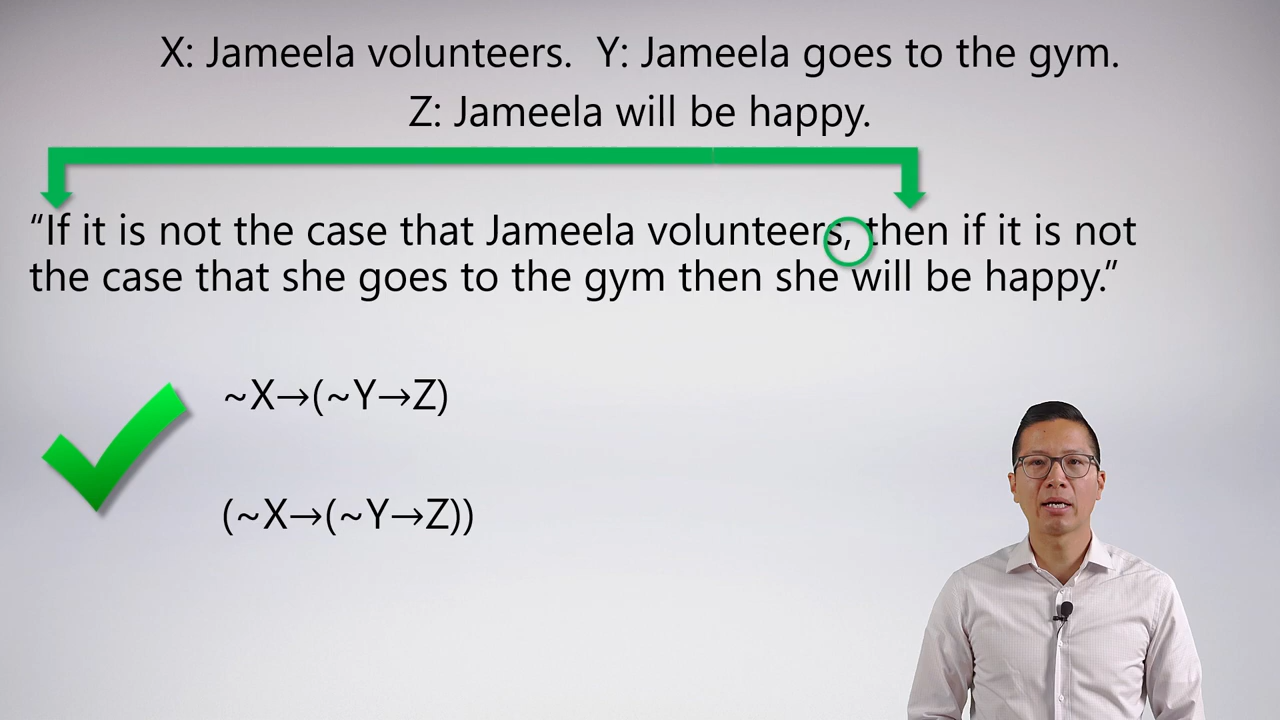 X: Jameela volunteers.  Y: Jameela goes to the gym.
Z: Jameela will be happy.
“If it is not the case that Jameela volunteers, then if it is not
the case that she goes to the gym then she will be happy.”
~X→(~Y→Z)
(~X→(~Y→Z))